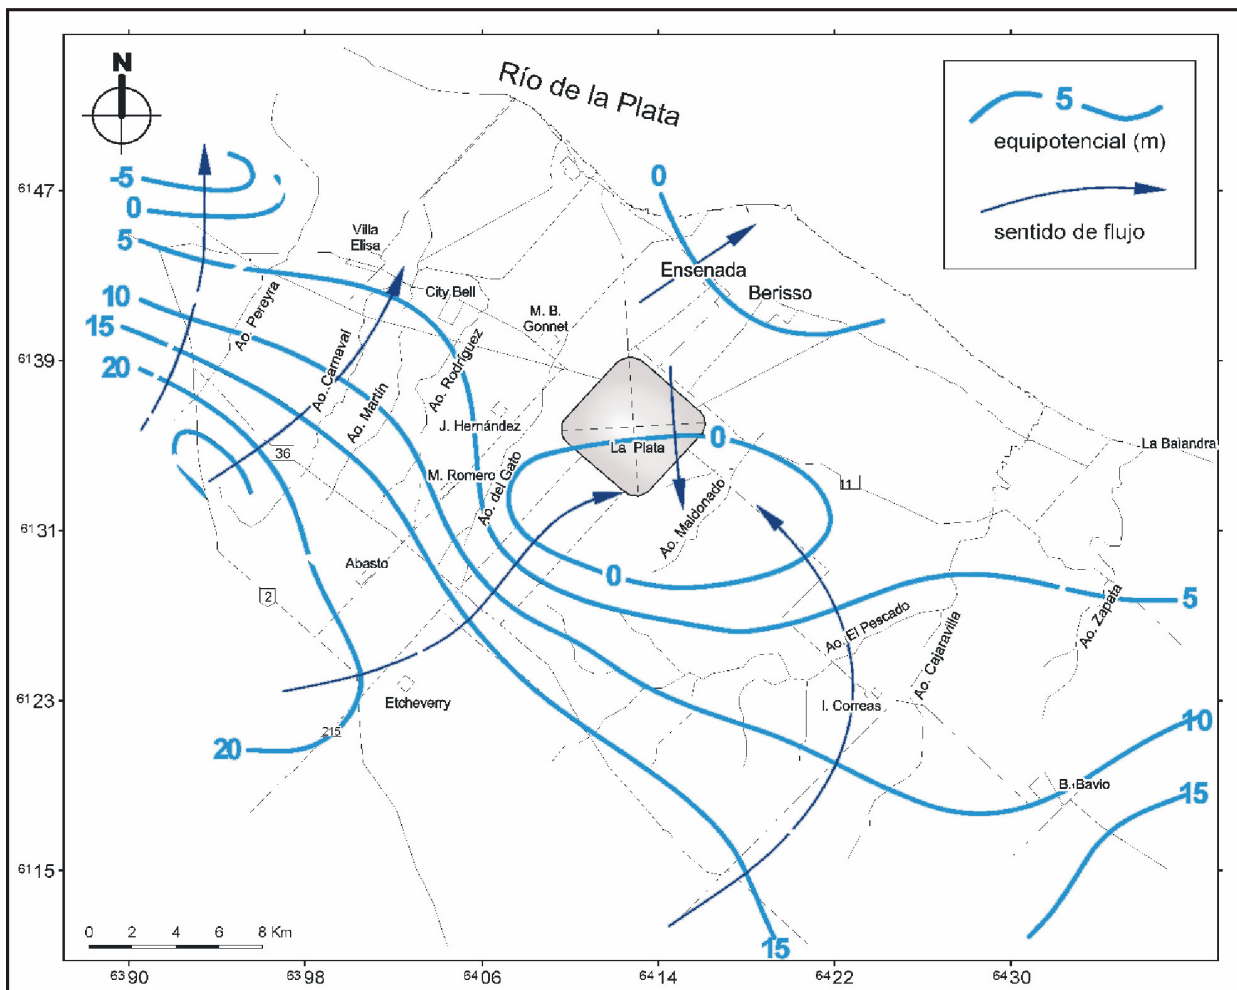 N
Río de la Plata
5
equipotencial (m)
sentido de flujo
6147
6139
6131
6123
6115
-5
0
5
10
15
20
0
Villa
Elisa
City Bell
M. B.
Gonnet
Ensenada
Berisso
Ao. Pereyra
Ao. Carnaval
Ao. Martín
Ao. Rodríguez
J. Hernández
M. Romero
Ao. del Gato
La Plata
0
La Balandra
36
11
Ao. Maldonado
Abasto
0
2
5
Ao. El Pescado
Ao. Cajaravilla
Ao. Zapata
Etcheverry
I. Correas
215
20
10
B. Bavio
15
15
0 2 4 6 8 Km
6390
6398
6406
6414
6422
6430